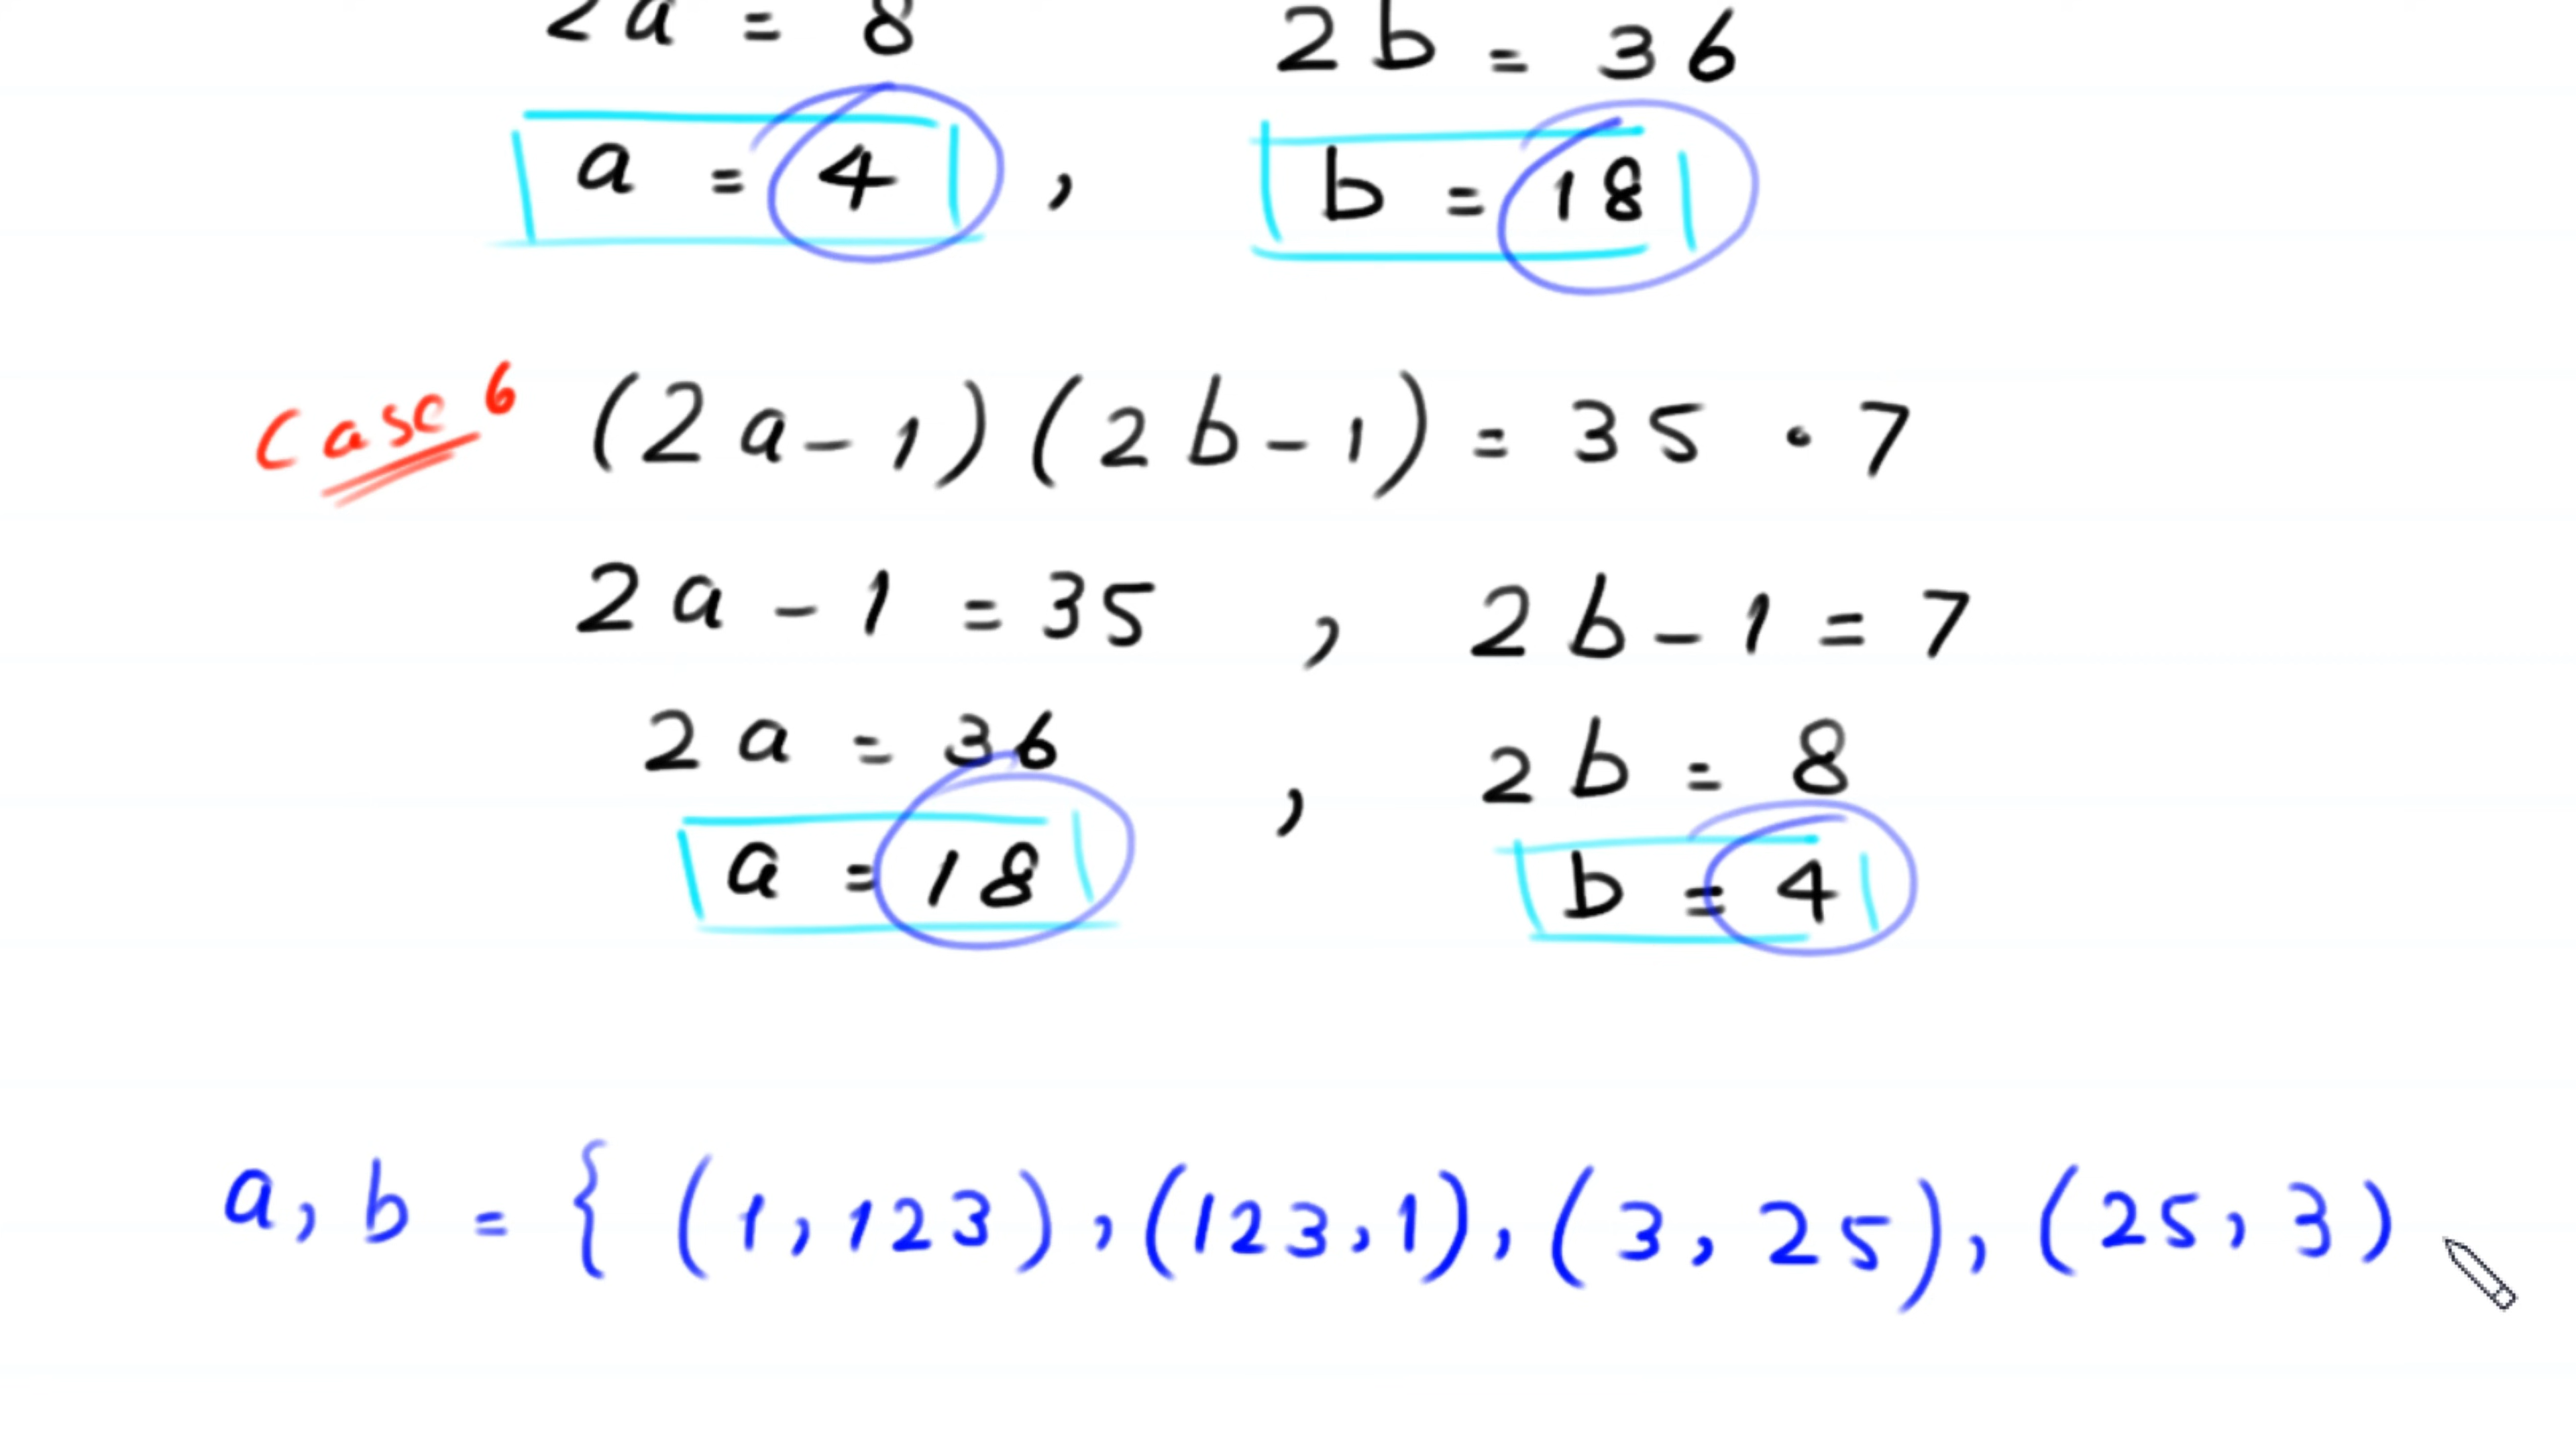 2a = 8 2b = 36
a = 4 , b = 18
Case 6 (2a-1)(2b-1) = 35 · 7
2a - 1 = 35 , 2b - 1 = 7
2a = 36 , 2b = 8
a = 18 b = 4
a, b = { (1, 123), (123, 1), (3, 25), (25, 3)